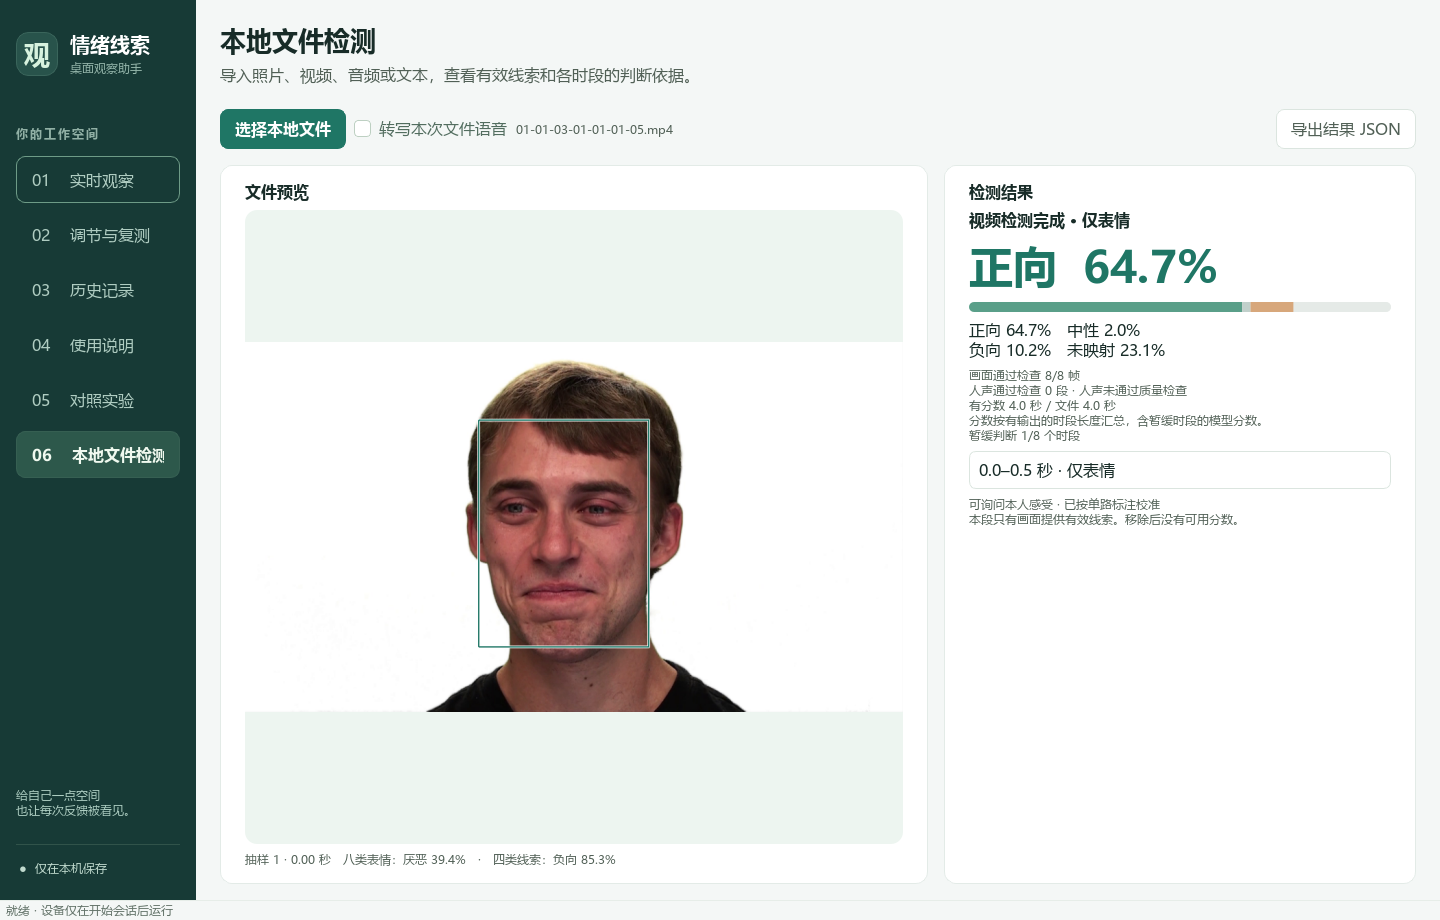 观
情绪线索
桌面观察助手
你的工作空间
01 实时观察
02 调节与复测
03 历史记录
04 使用说明
05 对照实验
06 本地文件检测
给自己一点空间
也让每次反馈被看见。
● 仅在本机保存
就绪 · 设备仅在开始会话后运行
本地文件检测
导入照片、视频、音频或文本，查看有效线索和各时段的判断依据。
选择本地文件
转写本次文件语音
01-01-03-01-01-01-05.mp4
导出结果 JSON
文件预览
抽样 1 · 0.00 秒 八类表情：厌恶 39.4% · 四类线索：负向 85.3%
检测结果
视频检测完成 • 仅表情
正向 64.7%
正向 64.7% 中性 2.0%
负向 10.2% 未映射 23.1%
画面通过检查 8/8 帧
人声通过检查 0 段 · 人声未通过质量检查
有分数 4.0 秒 / 文件 4.0 秒
分数按有输出的时段长度汇总，含暂缓时段的模型分数。
暂缓判断 1/8 个时段
0.0–0.5 秒 · 仅表情
可询问本人感受 · 已按单路标注校准
本段只有画面提供有效线索。移除后没有可用分数。